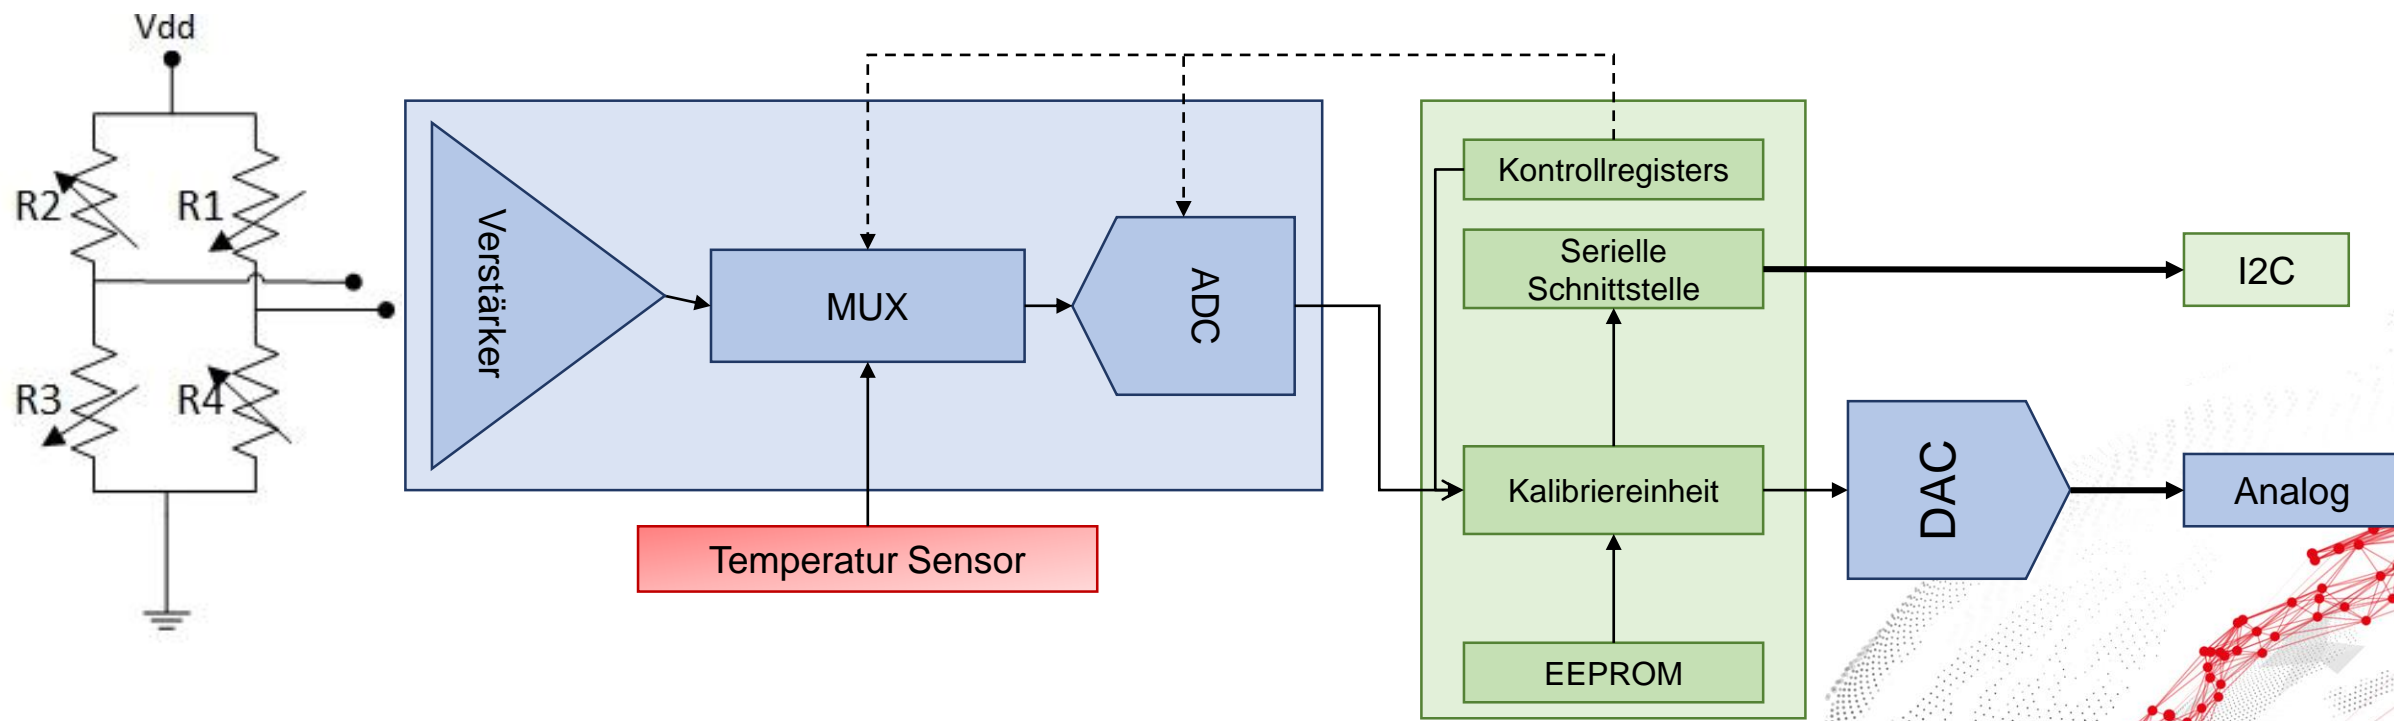 Vdd
R2
R1
R3
R4
Verstärker
MUX
ADC
Temperatur Sensor
Kontrollregisters
Serielle
Schnittstelle
Kalibriereinheit
EEPROM
I2C
DAC
Analog